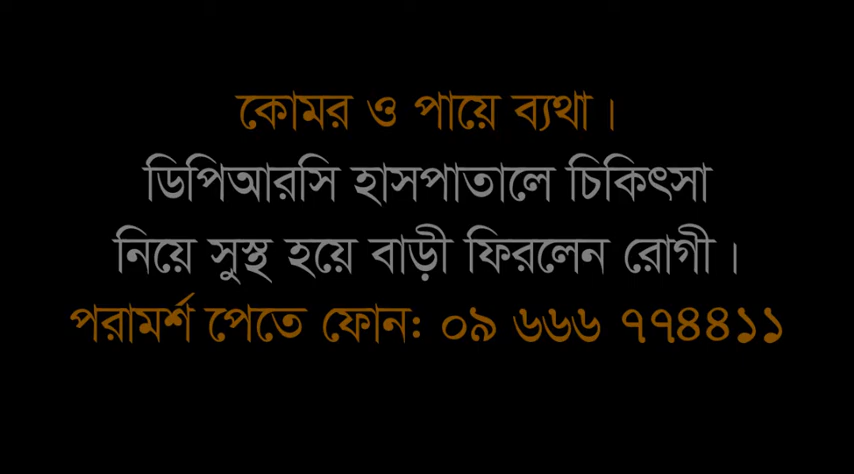 কোমর ও পায়ে ব্যথা।
ডিপিআরসি হাসপাতালে চিকিৎসা
নিয়ে সুস্থ হয়ে বাড়ী ফিরলেন রোগী।
পরামর্শ পেতে ফোন: ০৯ ৬৬৬ ৭৭৪৪১১